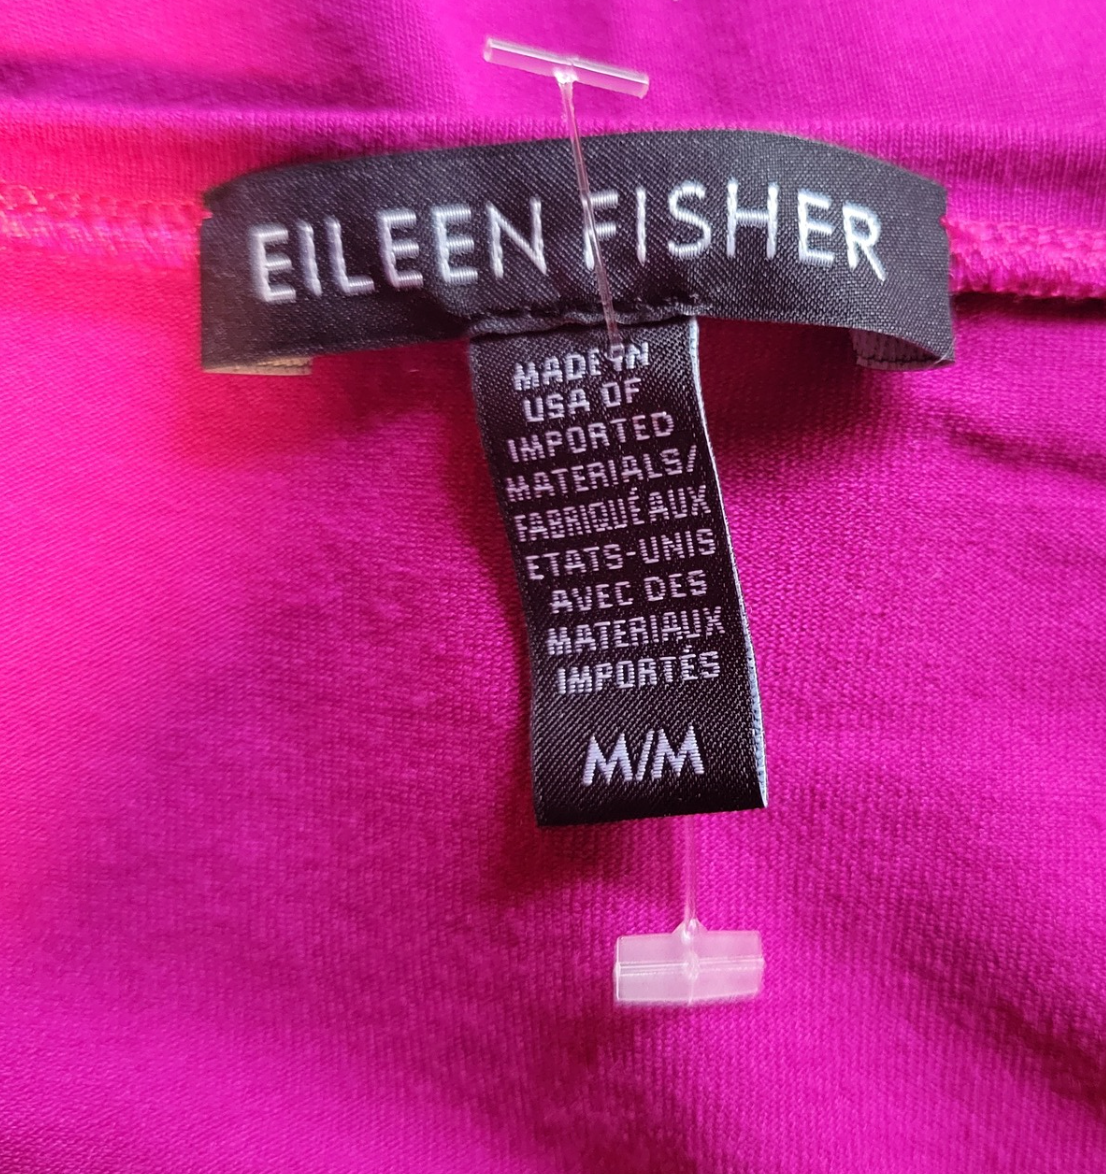 EILEEN FISHER
MADE IN
USA OF
IMPORTED
MATERIALS/
FABRIQUÉ AUX
ETATS-UNIS
AVEC DES
MATERIAUX
IMPORTÉS
M/M